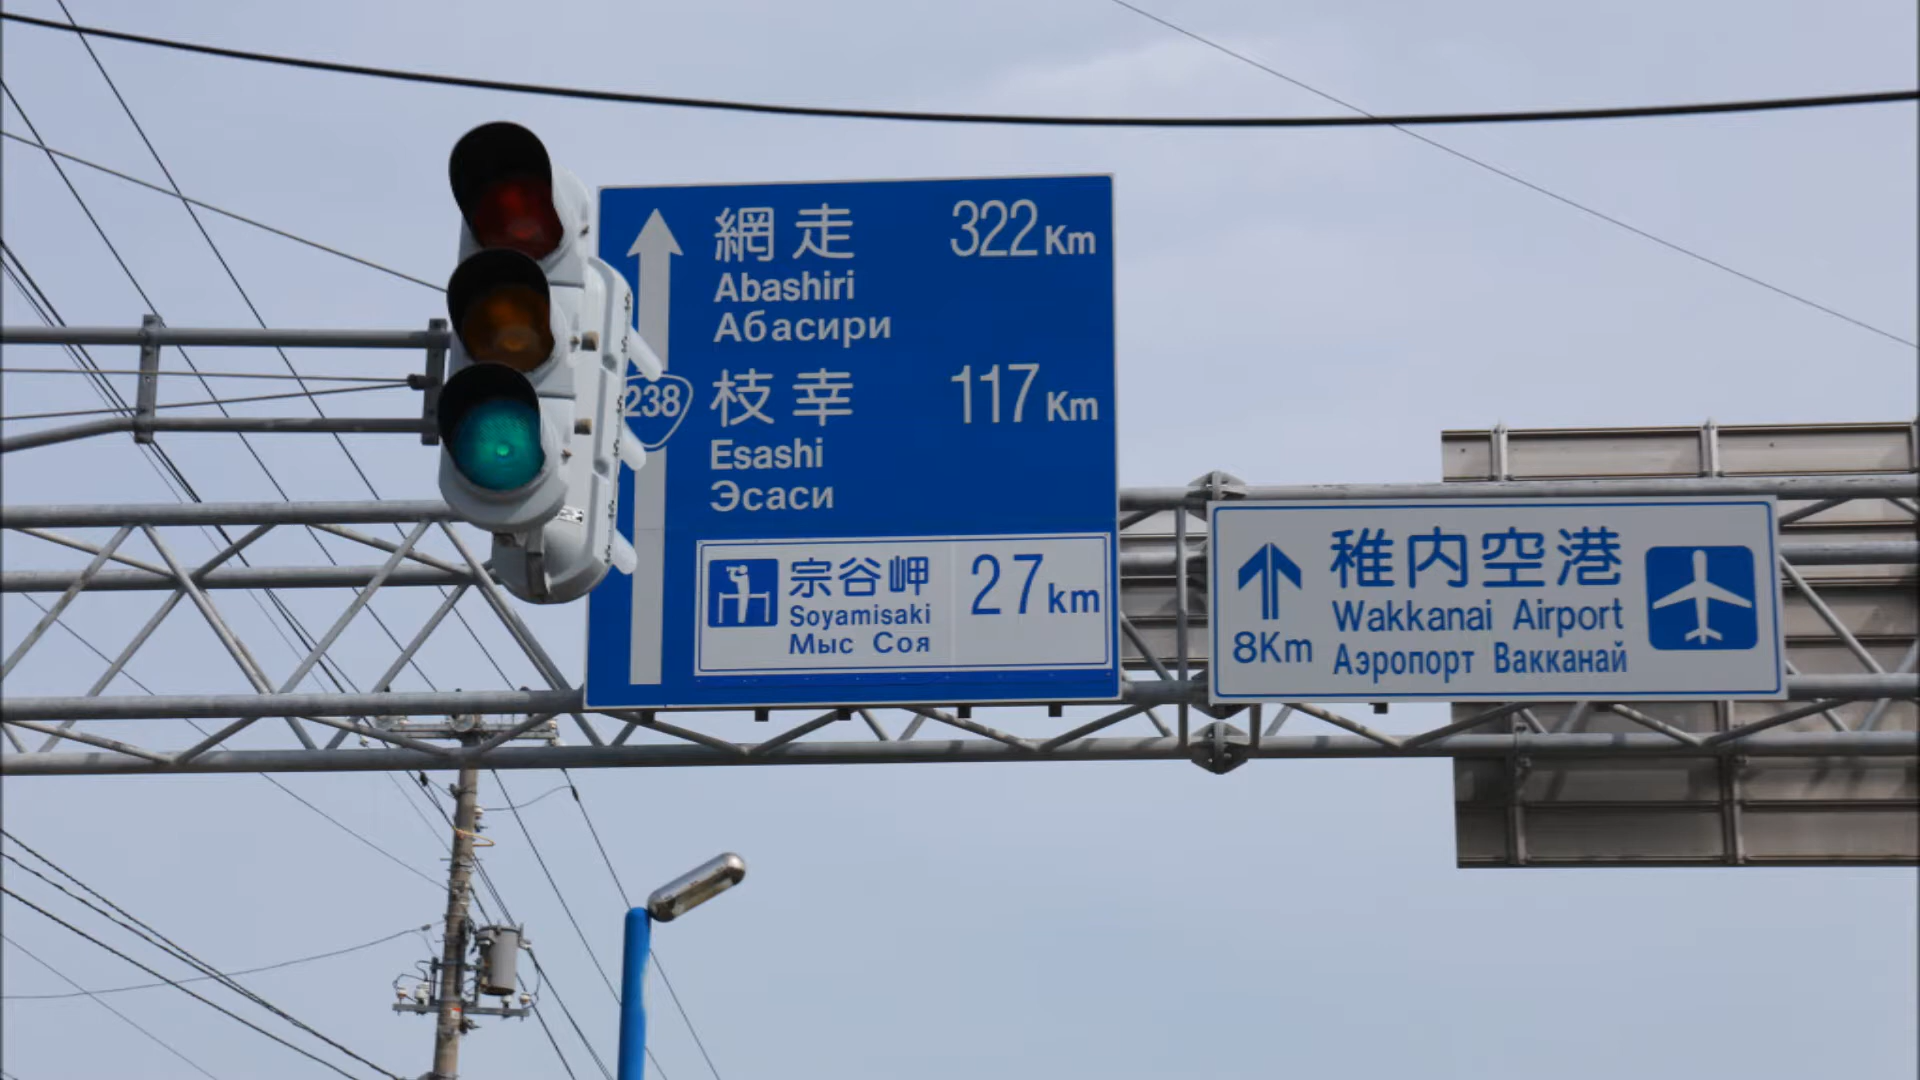 網走 322Km
Abashiri
Абасири
238
枝幸 117Km
Esashi
Эсаси
宗谷岬 27km
Soyamisaki
Мыс Соя
稚内空港
Wakkanai Airport
8Km
Аэропорт Вакканай